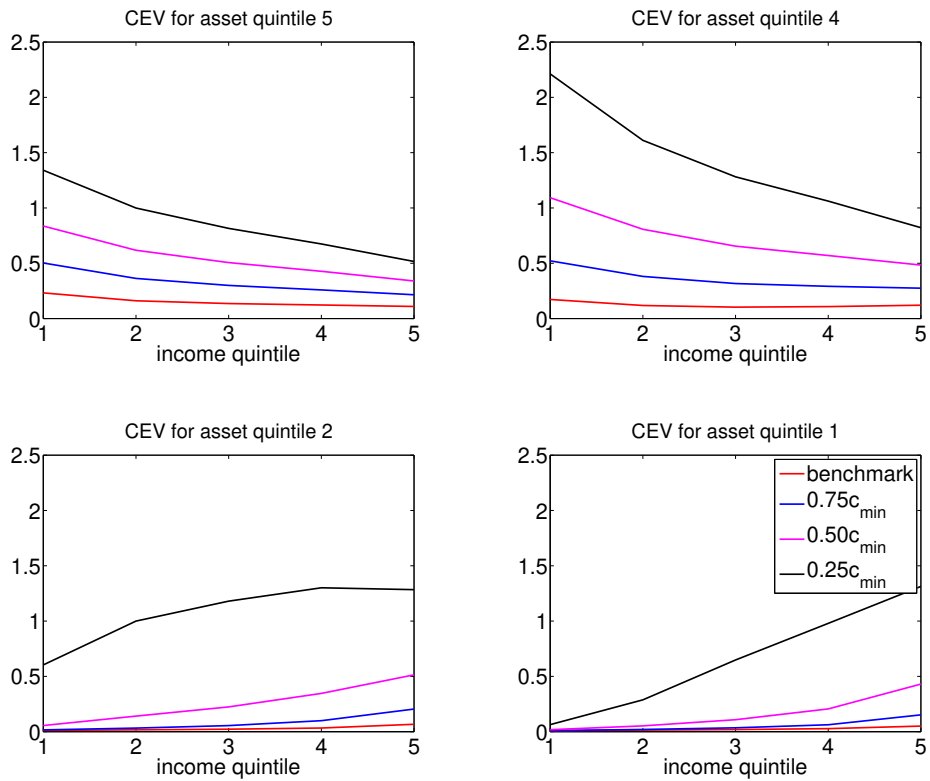 CEV for asset quintile 5
2.5
2
1.5
1
0.5
0
1 2 3 4 5
income quintile
CEV for asset quintile 4
2.5
2
1.5
1
0.5
0
1 2 3 4 5
income quintile
CEV for asset quintile 2
2.5
2
1.5
1
0.5
0
1 2 3 4 5
income quintile
CEV for asset quintile 1
2.5
2
1.5
1
0.5
0
1 2 3 4 5
income quintile
benchmark
0.75c_min
0.50c_min
0.25c_min